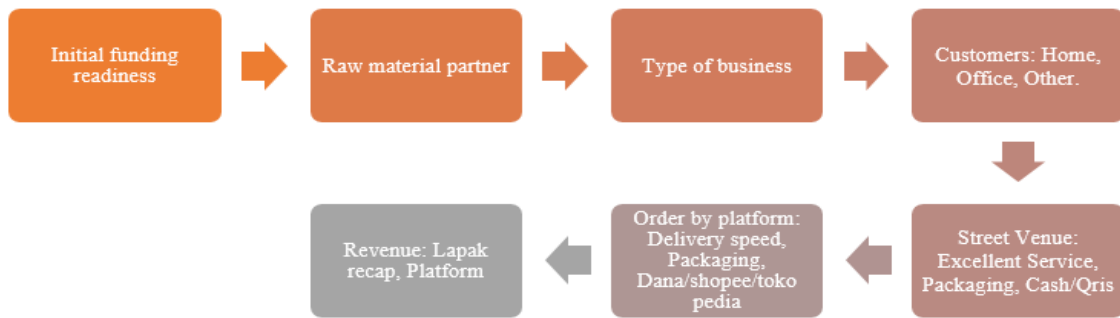 Initial funding
readiness
Raw material partner
Type of business
Customers: Home,
Office, Other.
Street Venue:
Excellent Service,
Packaging, Cash/Qris
Order by platform:
Delivery speed,
Packaging,
Dana/shopee/toko
pedia
Revenue: Lapak
recap, Platform